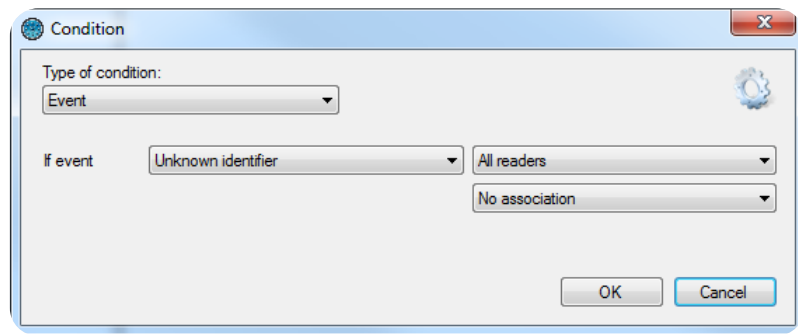 Condition
Type of condition:
Event
If event Unknown identifier All readers
No association
OK Cancel